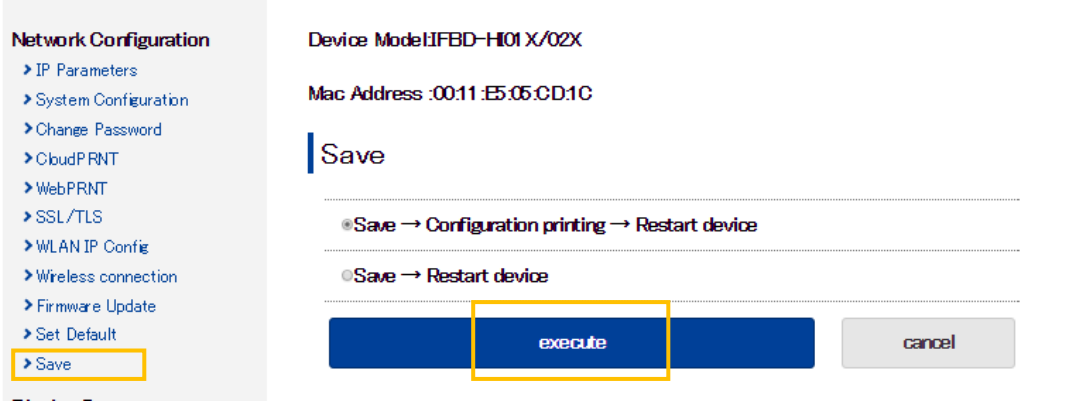 Network Configuration
IP Parameters
System Configuration
Change Password
CloudPRNT
WebPRNT
SSL/TLS
WLAN IP Config
Wireless connection
Firmware Update
Set Default
Save
Device Model:IFBD-HI01X/02X
Mac Address :00:11:E5:05:CD:1C
Save
Save → Configuration printing → Restart device
Save → Restart device
execute
cancel